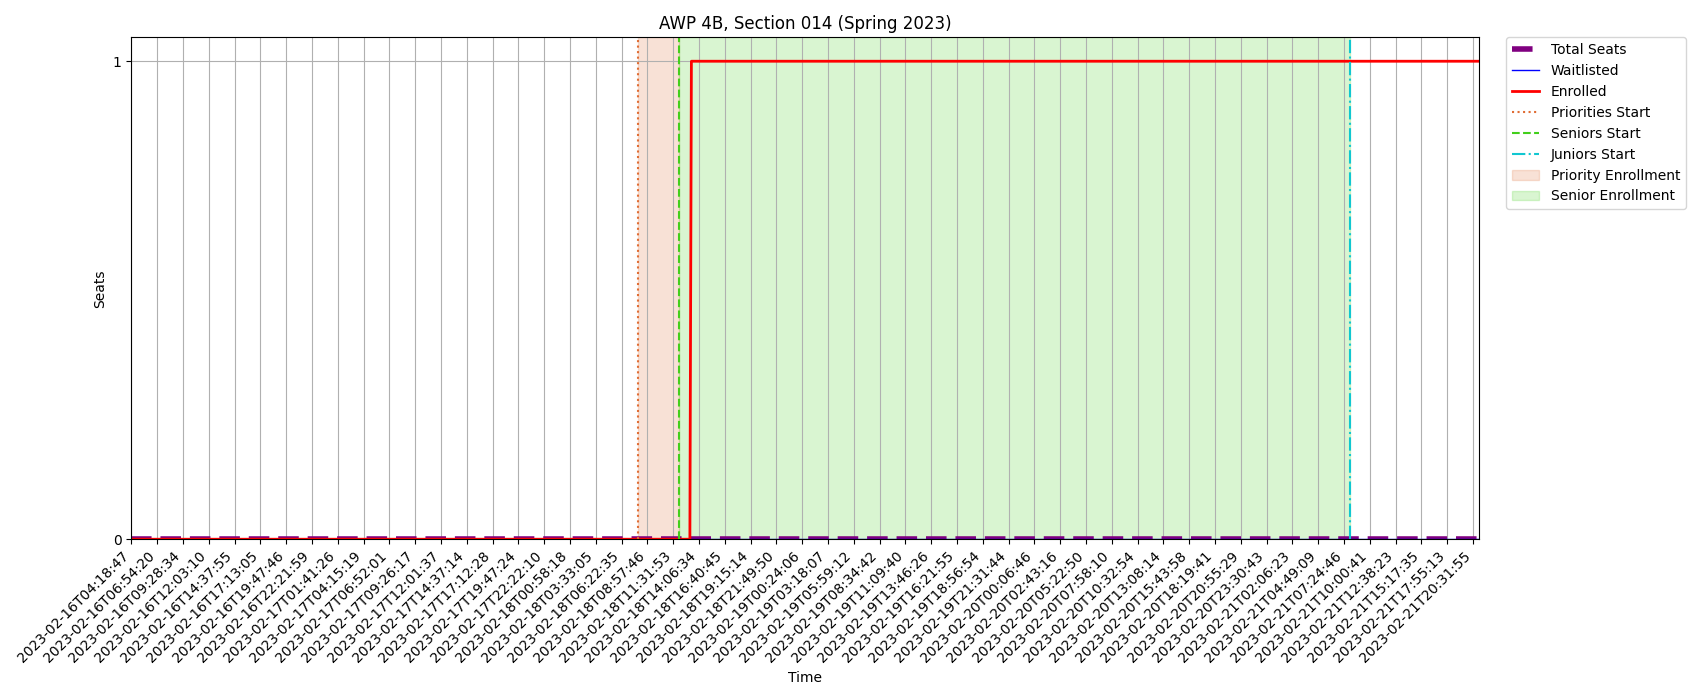 AWP 4B, Section 014 (Spring 2023)
Total Seats
Waitlisted
Enrolled
Priorities Start
Seniors Start
Juniors Start
Priority Enrollment
Senior Enrollment
Seats
1
0
2023-02-16T04:18:47
2023-02-16T06:54:20
2023-02-16T09:28:34
2023-02-16T12:03:10
2023-02-16T14:37:55
2023-02-16T17:13:05
2023-02-16T19:47:46
2023-02-16T22:21:59
2023-02-17T01:41:26
2023-02-17T04:15:19
2023-02-17T06:52:01
2023-02-17T09:26:17
2023-02-17T12:01:37
2023-02-17T14:37:14
2023-02-17T17:12:28
2023-02-17T19:47:24
2023-02-17T22:22:10
2023-02-18T00:58:18
2023-02-18T03:33:05
2023-02-18T06:22:35
2023-02-18T08:57:46
2023-02-18T11:31:53
2023-02-18T14:06:34
2023-02-18T16:40:45
2023-02-18T19:15:14
2023-02-18T21:49:50
2023-02-19T00:24:06
2023-02-19T03:18:07
2023-02-19T05:59:12
2023-02-19T08:34:42
2023-02-19T11:09:40
2023-02-19T13:46:26
2023-02-19T16:21:55
2023-02-19T18:56:54
2023-02-19T21:31:44
2023-02-20T00:06:46
2023-02-20T02:43:16
2023-02-20T05:22:50
2023-02-20T07:58:10
2023-02-20T10:32:54
2023-02-20T13:08:14
2023-02-20T15:43:58
2023-02-20T18:19:41
2023-02-20T20:55:29
2023-02-20T23:30:43
2023-02-21T02:06:23
2023-02-21T04:49:09
2023-02-21T07:24:46
2023-02-21T10:00:41
2023-02-21T12:38:23
2023-02-21T15:17:35
2023-02-21T17:55:13
2023-02-21T20:31:55
Time